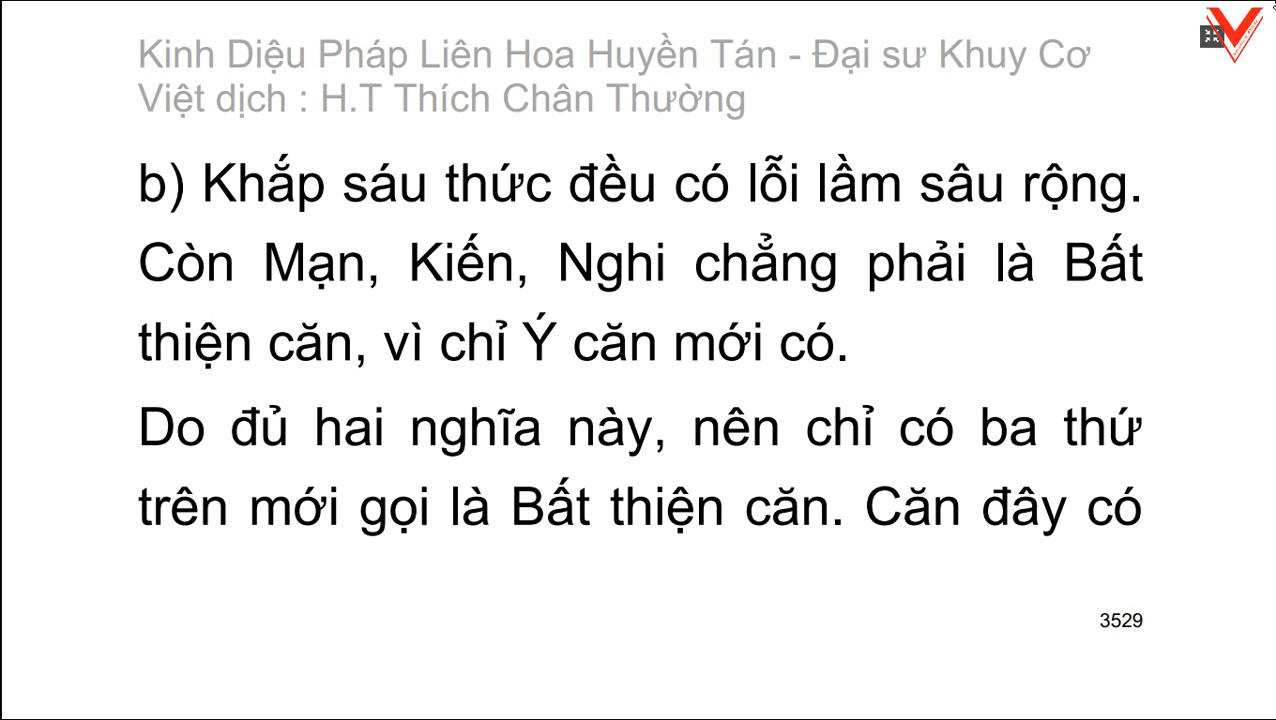 Kinh Diệu Pháp Liên Hoa Huyền Tán - Đại sư Khuy Cơ
Việt dịch : H.T Thích Chân Thường
b) Khắp sáu thức đều có lỗi lầm sâu rộng.
Còn Mạn, Kiến, Nghi chẳng phải là Bất
thiện căn, vì chỉ Ý căn mới có.
Do đủ hai nghĩa này, nên chỉ có ba thứ
trên mới gọi là Bất thiện căn. Căn đây có
3529